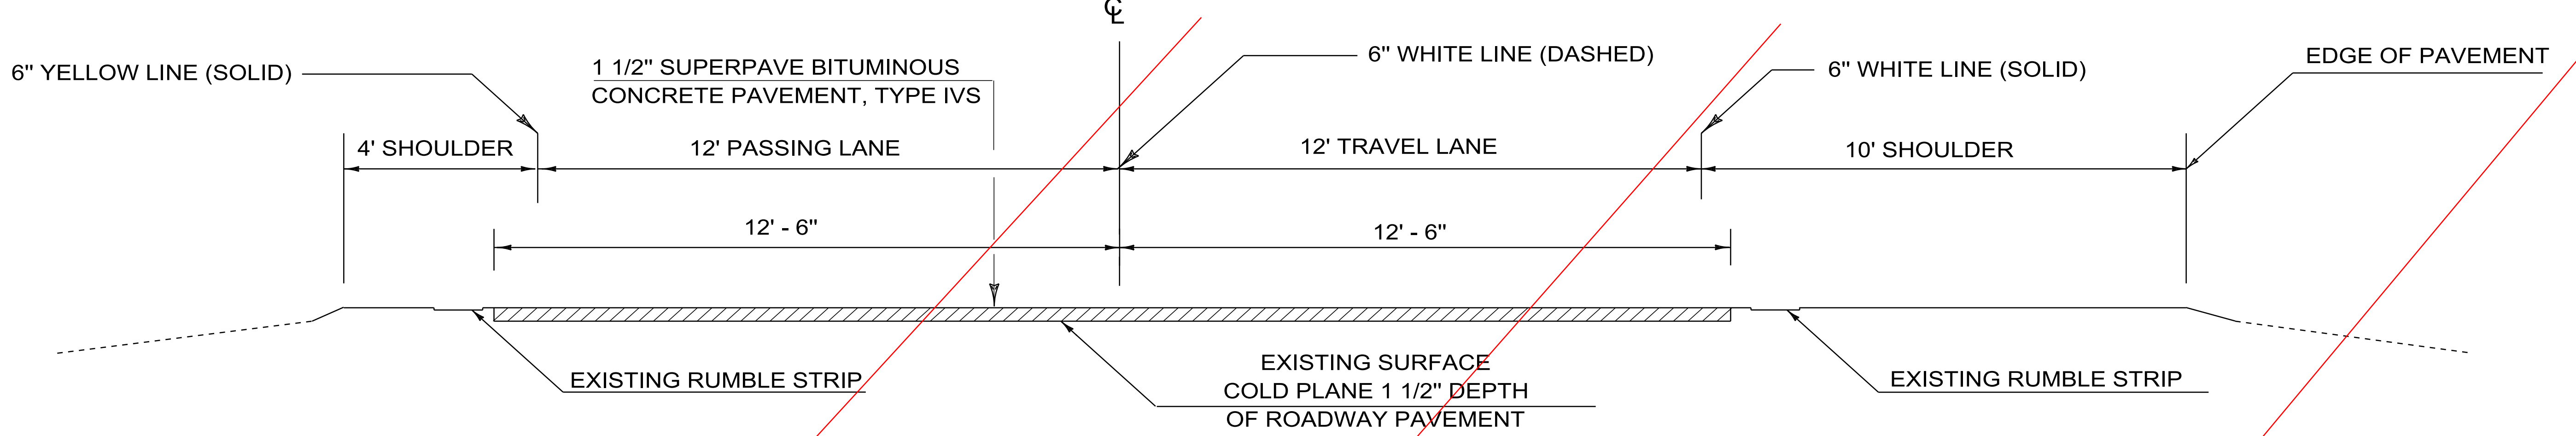 ℄
6" YELLOW LINE (SOLID)
1 1/2" SUPERPAVE BITUMINOUS
CONCRETE PAVEMENT, TYPE IVS
6" WHITE LINE (DASHED)
6" WHITE LINE (SOLID)
EDGE OF PAVEMENT
4' SHOULDER
12' PASSING LANE
12' TRAVEL LANE
10' SHOULDER
12' - 6"
12' - 6"
EXISTING RUMBLE STRIP
EXISTING SURFACE
COLD PLANE 1 1/2" DEPTH
OF ROADWAY PAVEMENT
EXISTING RUMBLE STRIP